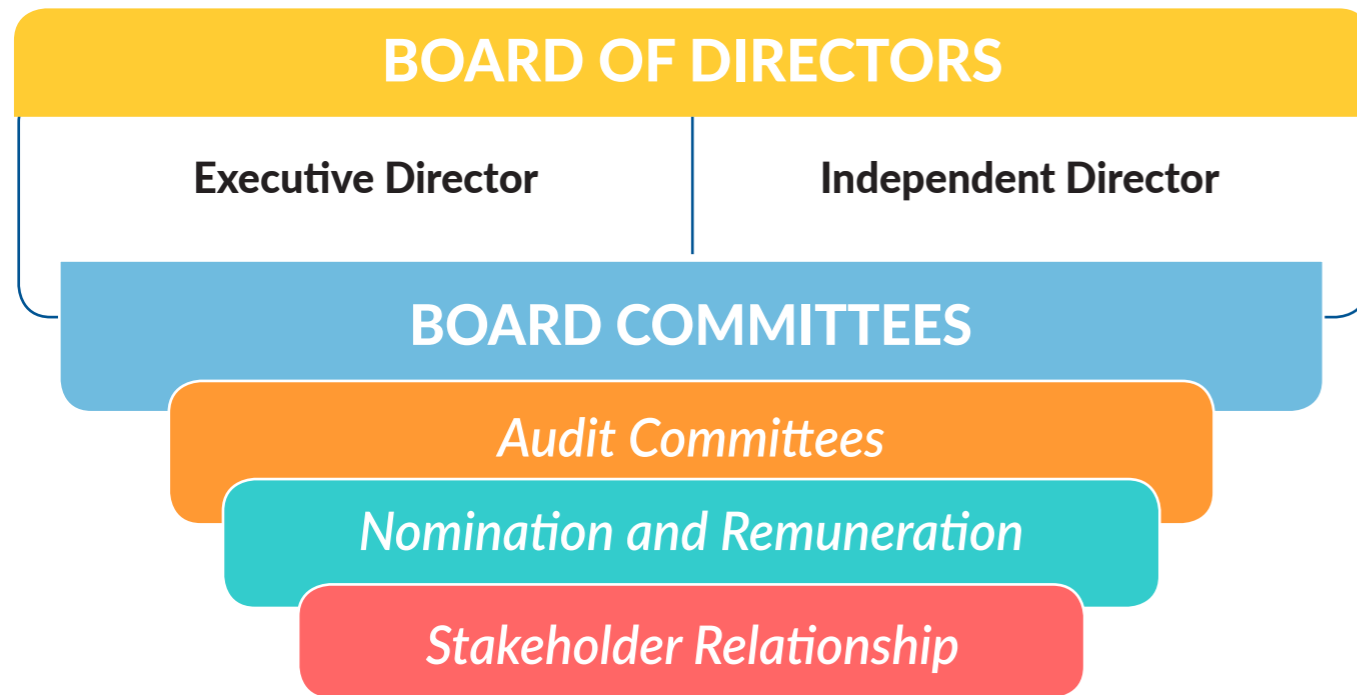 BOARD OF DIRECTORS
Executive Director
Independent Director
BOARD COMMITTEES
Audit Committees
Nomination and Remuneration
Stakeholder Relationship